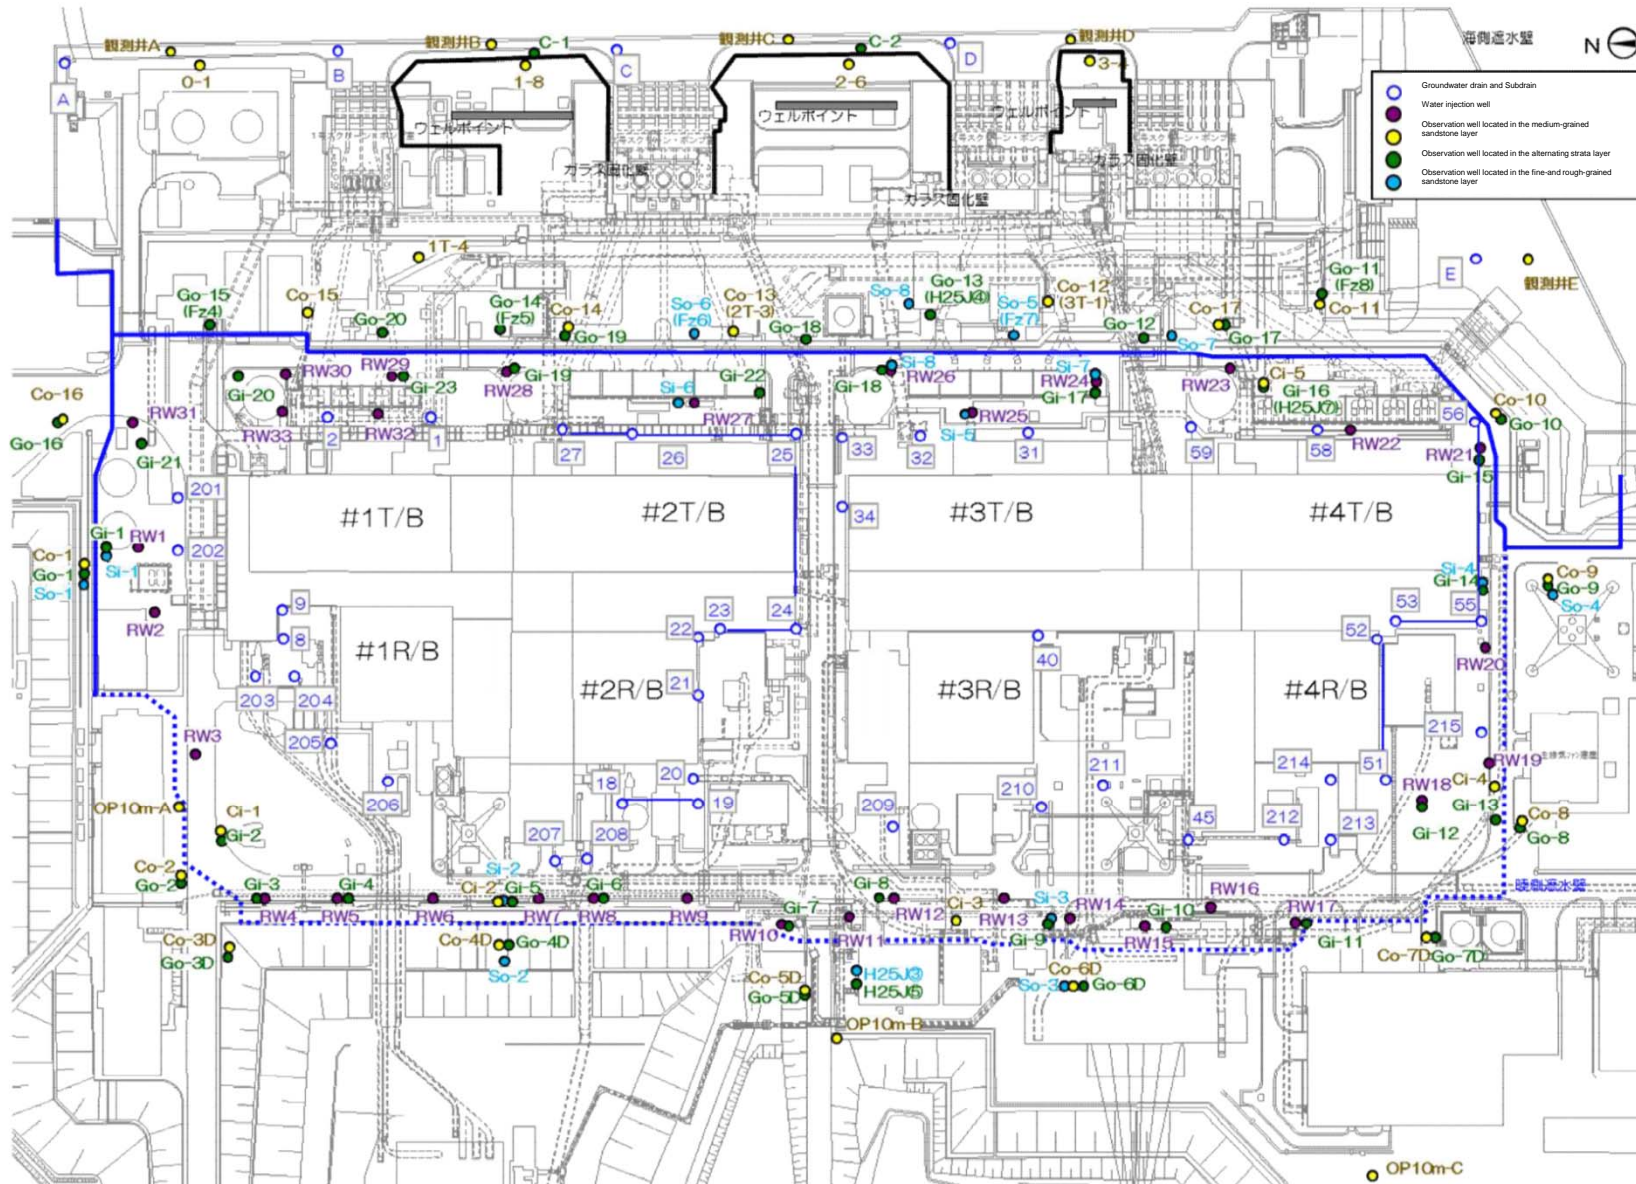 観測井A
観測井B
C-1
観測井C
C-2
観測井D
海側遮水壁
N
A
0-1
B
1-8
C
2-6
D
3-4
Groundwater drain and Subdrain
Water injection well
Observation well located in the medium-grained
sandstone layer
Observation well located in the alternating strata layer
Observation well located in the fine-and rough-grained
sandstone layer
ウェルポイント
ウェルポイント
ウェルポイント
ガラス固化壁
ガラス固化壁
ガラス固化壁
1T-4
E
観測井E
Go-15
(Fz4)
Co-15
Go-20
Go-14
(Fz5)
Co-14
Go-19
So-6
(Fz6)
Co-13
(2T-3)
Go-18
So-8
Go-13
(H25J④)
So-5
(Fz7)
Co-12
(3T-1)
Go-12
So-7
Co-17
Go-17
Go-11
(Fz8)
Co-11
Co-16
Go-16
RW31
Gi-21
Gi-20
RW30
RW33
RW29
Gi-23
RW32
2
1
RW28
Gi-19
Si-6
RW27
Gi-22
Gi-18
Si-8
RW26
Si-5
RW25
Si-7
RW24
Gi-17
RW23
Ci-5
Gi-16
(H25J⑦)
RW22
Co-10
Go-10
56
RW21
Gi-15
27
26
25
33
32
31
59
58
201
202
#1T/B
#2T/B
34
#3T/B
#4T/B
Co-1
Go-1
So-1
Gi-1
Si-1
RW1
RW2
9
8
203
204
205
206
#1R/B
#2R/B
22
23
24
21
#3R/B
40
#4R/B
52
53
55
Si-4
Gi-14
RW20
Co-9
Go-9
So-4
RW3
OP10m-A
Ci-1
Gi-2
Co-2
Go-2
18
20
19
207
208
209
210
211
45
212
214
213
51
215
RW18
Gi-12
RW19
Ci-4
Gi-13
Co-8
Go-8
陸側遮水壁
Gi-3
RW4
RW5
Gi-4
RW6
Ci-2
Si-2
Gi-5
RW7
RW8
Gi-6
RW9
RW10
Gi-7
RW11
Gi-8
RW12
Ci-3
RW13
Si-3
Gi-9
RW14
RW15
Gi-10
RW16
RW17
Gi-11
Co-3D
Go-3D
Co-4D
Go-4D
So-2
Co-5D
Go-5D
H25J③
H25J⑤
Co-6D
So-3
Go-6D
Co-7D
Go-7D
OP10m-B
OP10m-C